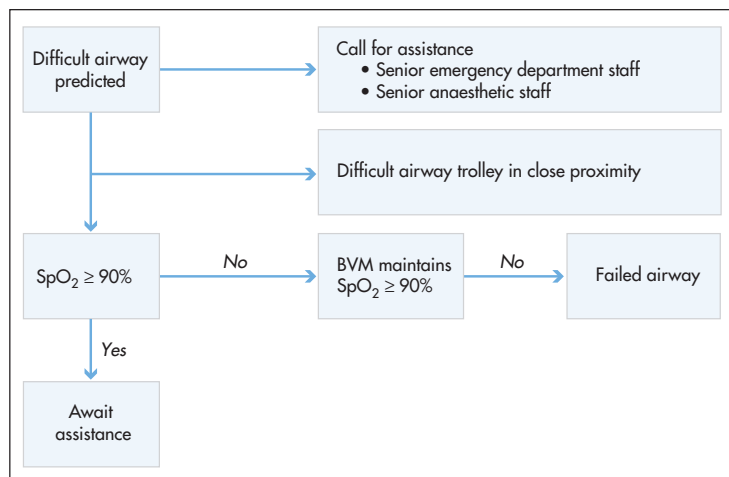 Difficult airway
predicted
Call for assistance
• Senior emergency department staff
• Senior anaesthetic staff
Difficult airway trolley in close proximity
SpO₂ ≥ 90%
No
BVM maintains
SpO₂ ≥ 90%
No
Failed airway
Yes
Await
assistance